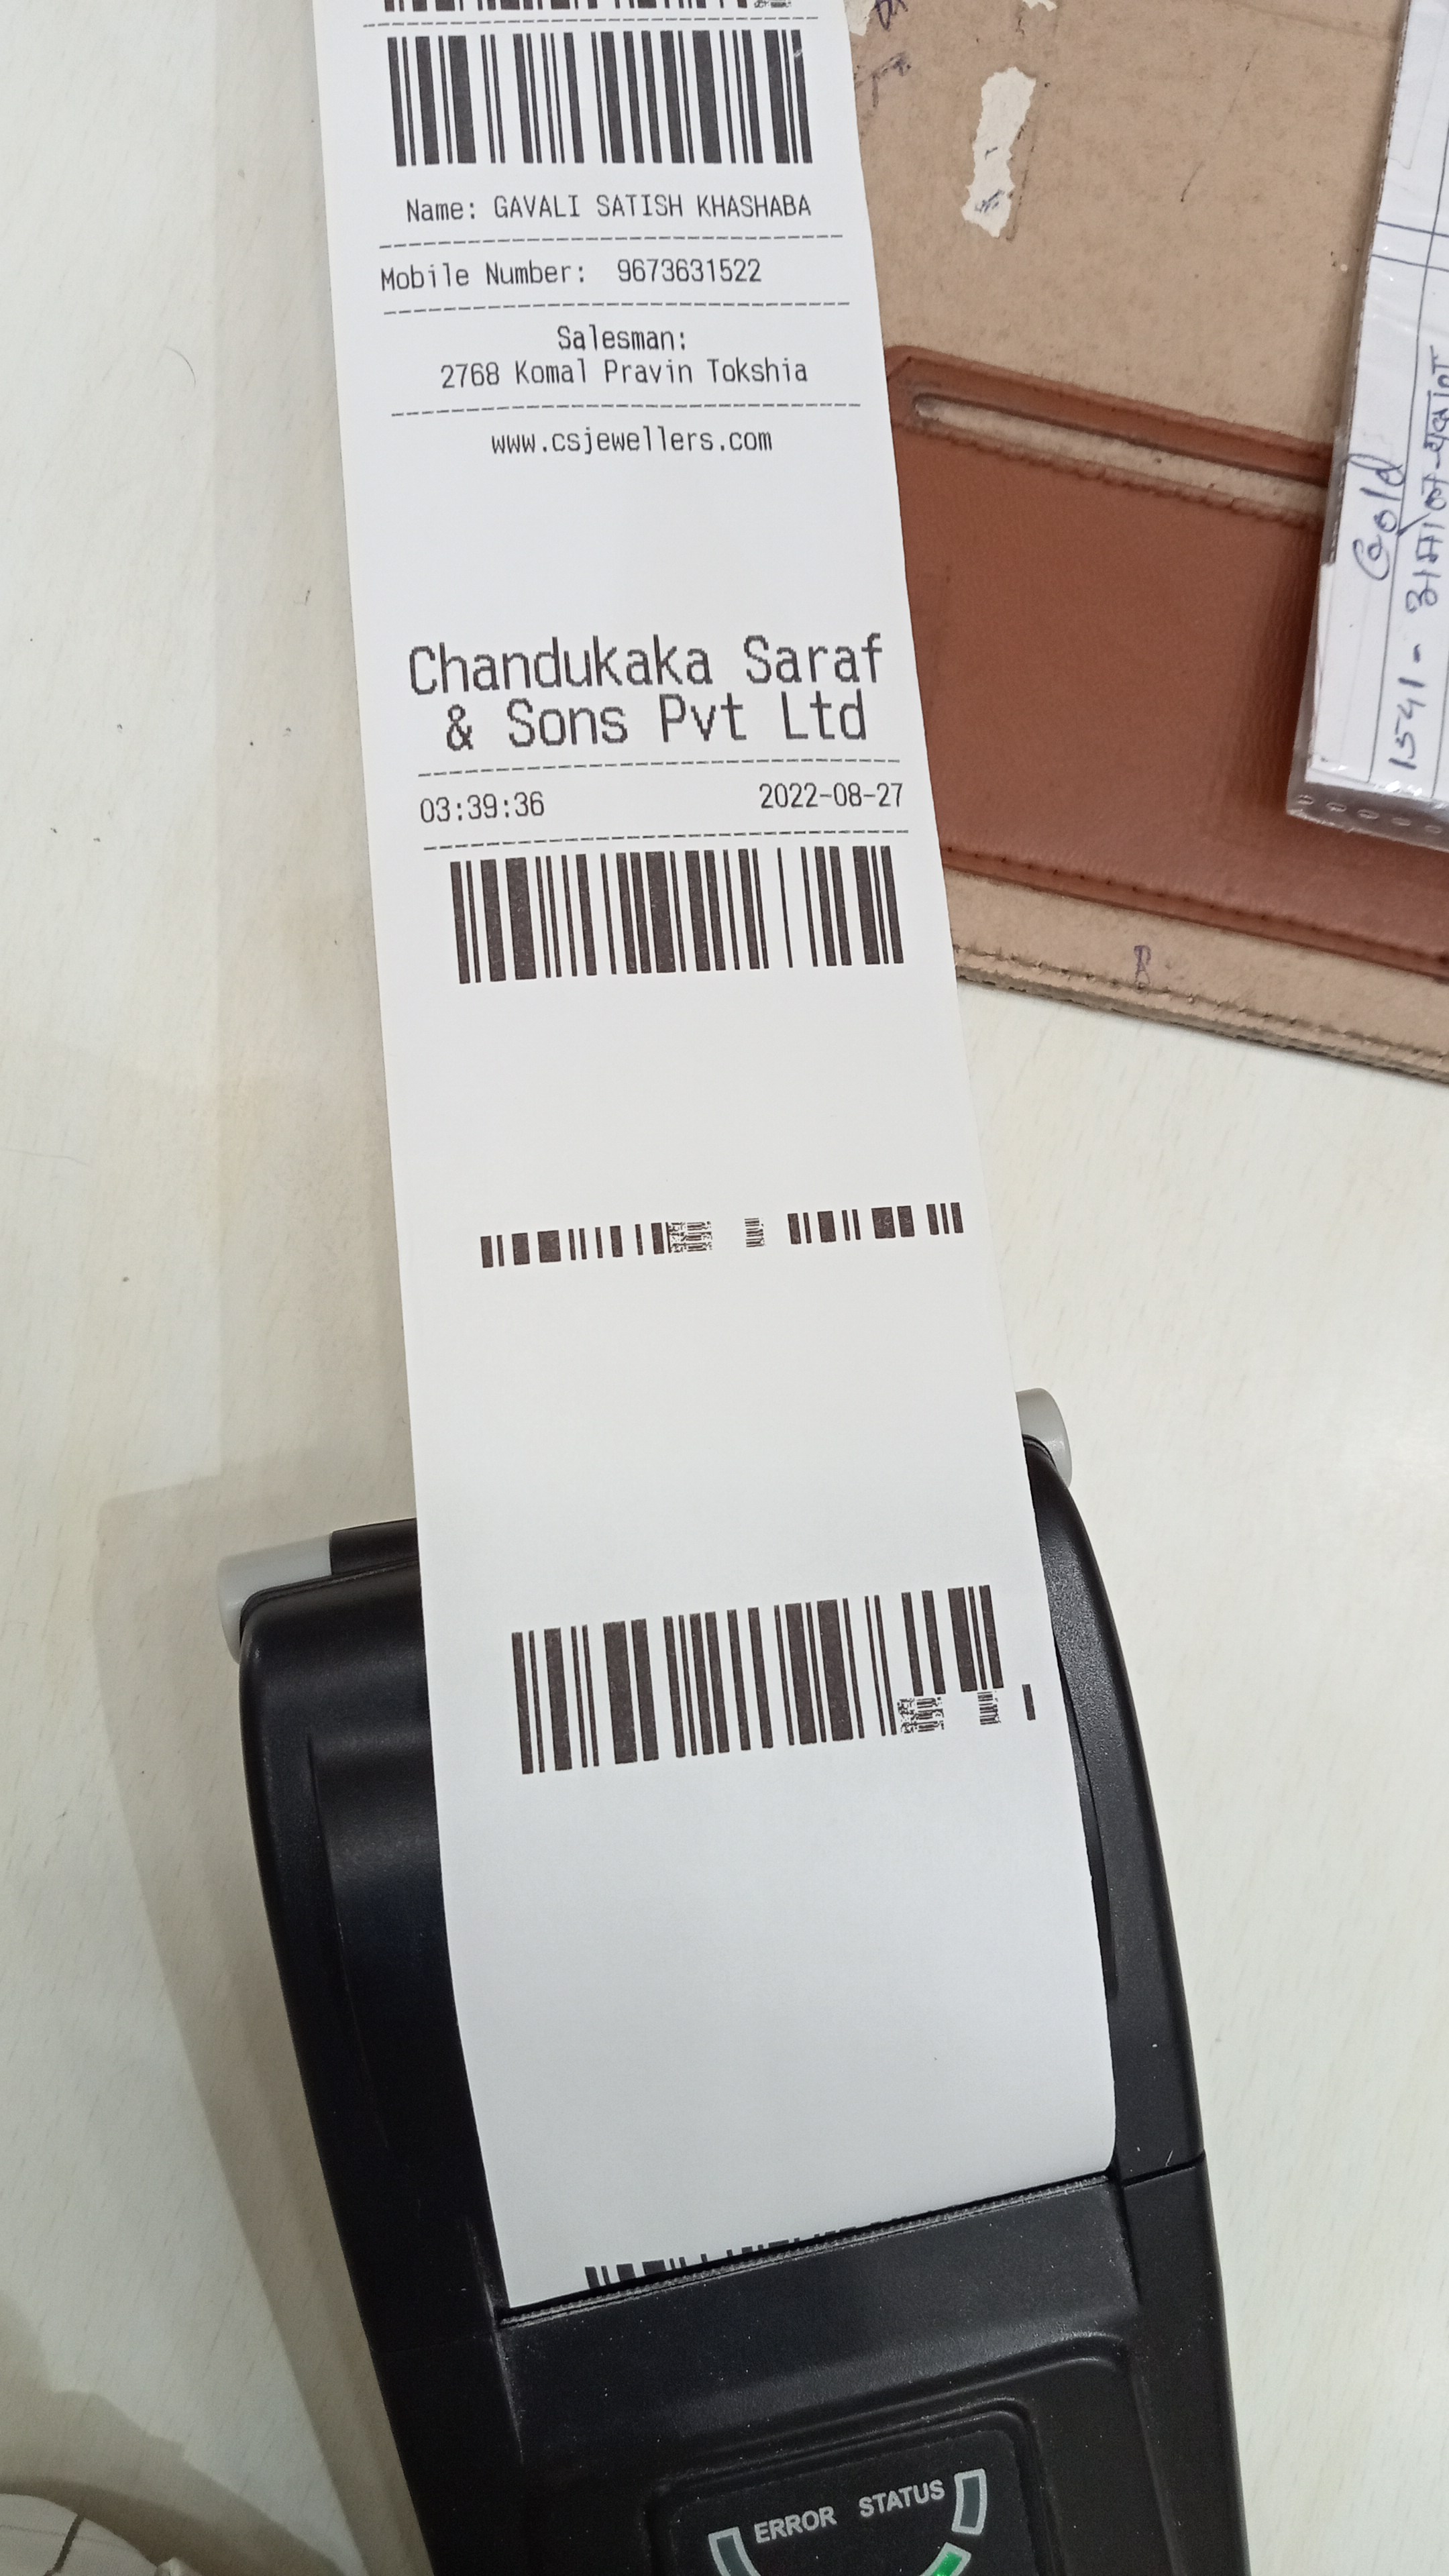 Name: GAVALI SATISH KHASHABA
Mobile Number: 9673631522
Salesman:
2768 Komal Pravin Tokshia
www.csjewellers.com
Chandukaka Saraf
& Sons Pvt Ltd
03:39:36 2022-08-27
Gold
1541 -
ERROR STATUS